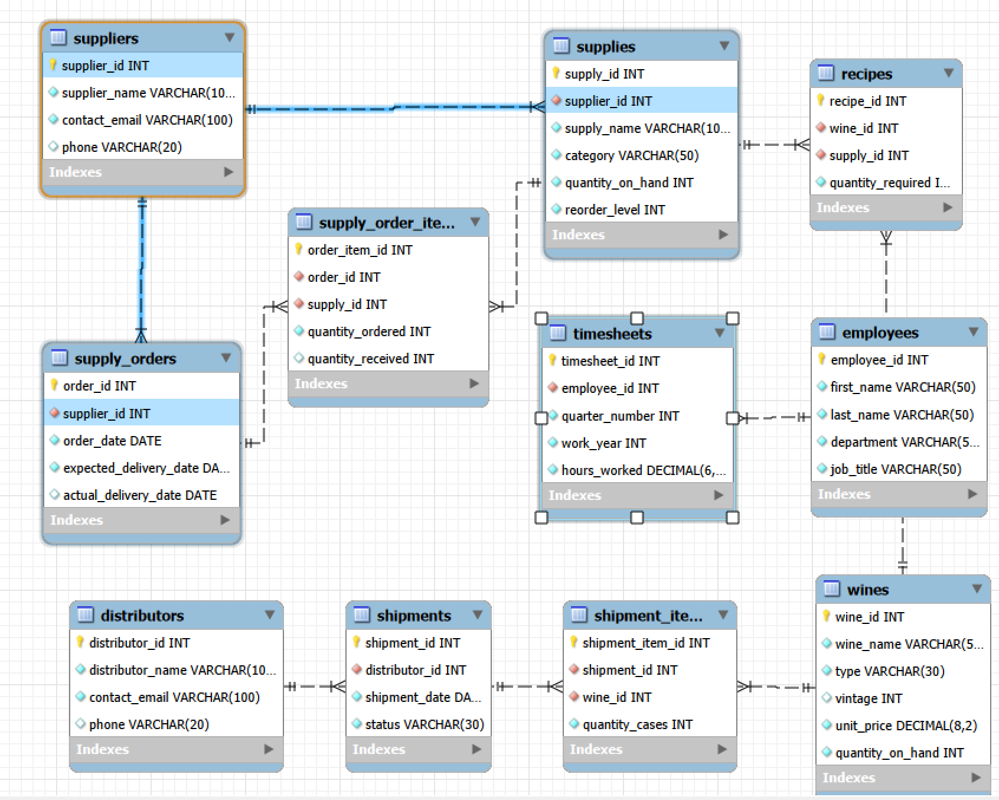 suppliers
supplier_id INT
supplier_name VARCHAR(10...
contact_email VARCHAR(100)
phone VARCHAR(20)
Indexes
supplies
supply_id INT
supplier_id INT
supply_name VARCHAR(10...
category VARCHAR(50)
quantity_on_hand INT
reorder_level INT
Indexes
recipes
recipe_id INT
wine_id INT
supply_id INT
quantity_required I...
Indexes
supply_order_ite...
order_item_id INT
order_id INT
supply_id INT
quantity_ordered INT
quantity_received INT
Indexes
supply_orders
order_id INT
supplier_id INT
order_date DATE
expected_delivery_date DA...
actual_delivery_date DATE
Indexes
timesheets
timesheet_id INT
employee_id INT
quarter_number INT
work_year INT
hours_worked DECIMAL(6,...
Indexes
employees
employee_id INT
first_name VARCHAR(50)
last_name VARCHAR(50)
department VARCHAR(5...
job_title VARCHAR(50)
Indexes
distributors
distributor_id INT
distributor_name VARCHAR(10...
contact_email VARCHAR(100)
phone VARCHAR(20)
Indexes
shipments
shipment_id INT
distributor_id INT
shipment_date DA...
status VARCHAR(30)
Indexes
shipment_ite...
shipment_item_id INT
shipment_id INT
wine_id INT
quantity_cases INT
Indexes
wines
wine_id INT
wine_name VARCHAR(5...
type VARCHAR(30)
vintage INT
unit_price DECIMAL(8,2)
quantity_on_hand INT
Indexes